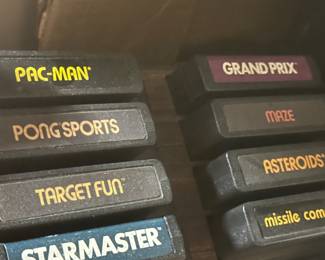 PAC-MAN
PONG SPORTS
TARGET FUN
STARMASTER
GRAND PRIX
MAZE
ASTEROIDS
missile com